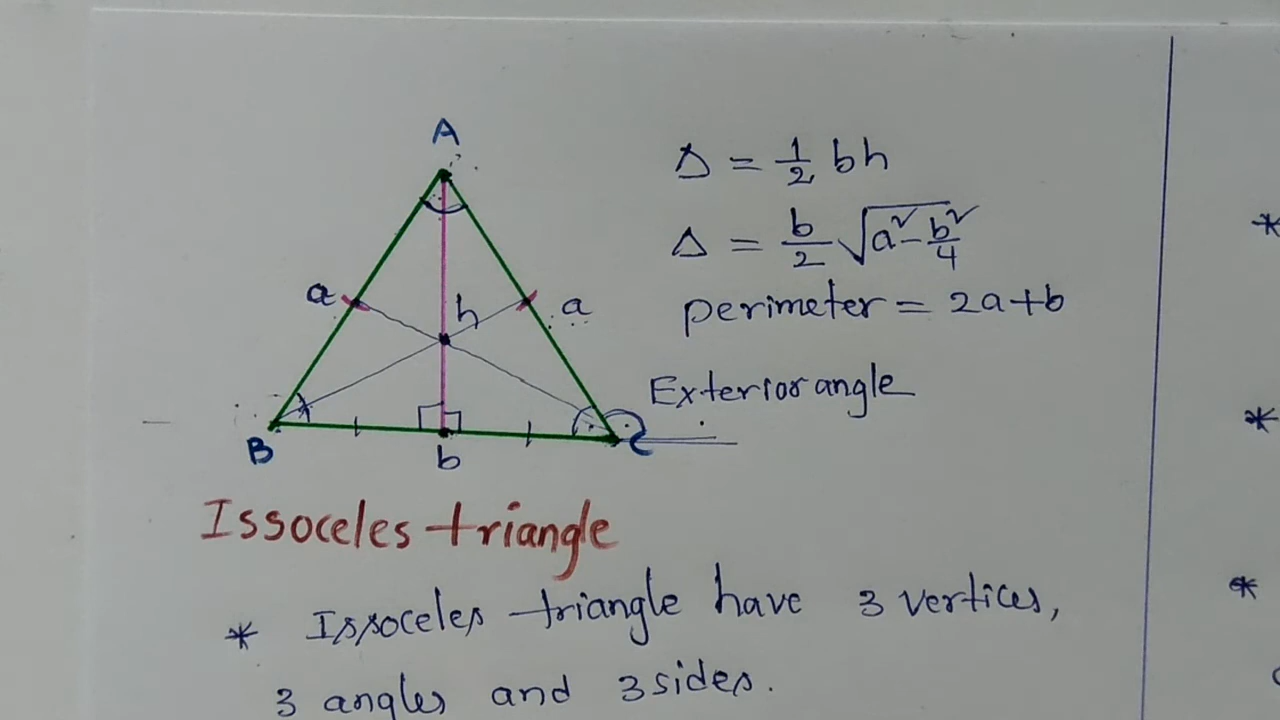 A
Δ = 1/2 bh
Δ = b/2 √(a² - b²/4)
a
h
a
perimeter = 2a+b
Exterior angle
B
b
C
Issoceles triangle
* Issoceles triangle have 3 vertices,
3 angles and 3 sides.
*
*
*